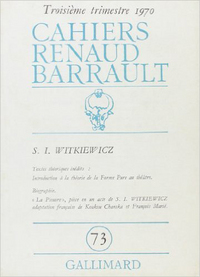 Troisième trimestre 1970
CAHIERS
RENAUD
BARRAULT
S. I. WITKIEWICZ
Textes théoriques inédits :
Introduction à la théorie de la Forme Pure au théâtre.
Biographie.
« La Pieuvre », pièce en un acte de S. I. WITKIEWICZ
adaptation française de Koukou Chanska et François Marié.
73
GALLIMARD